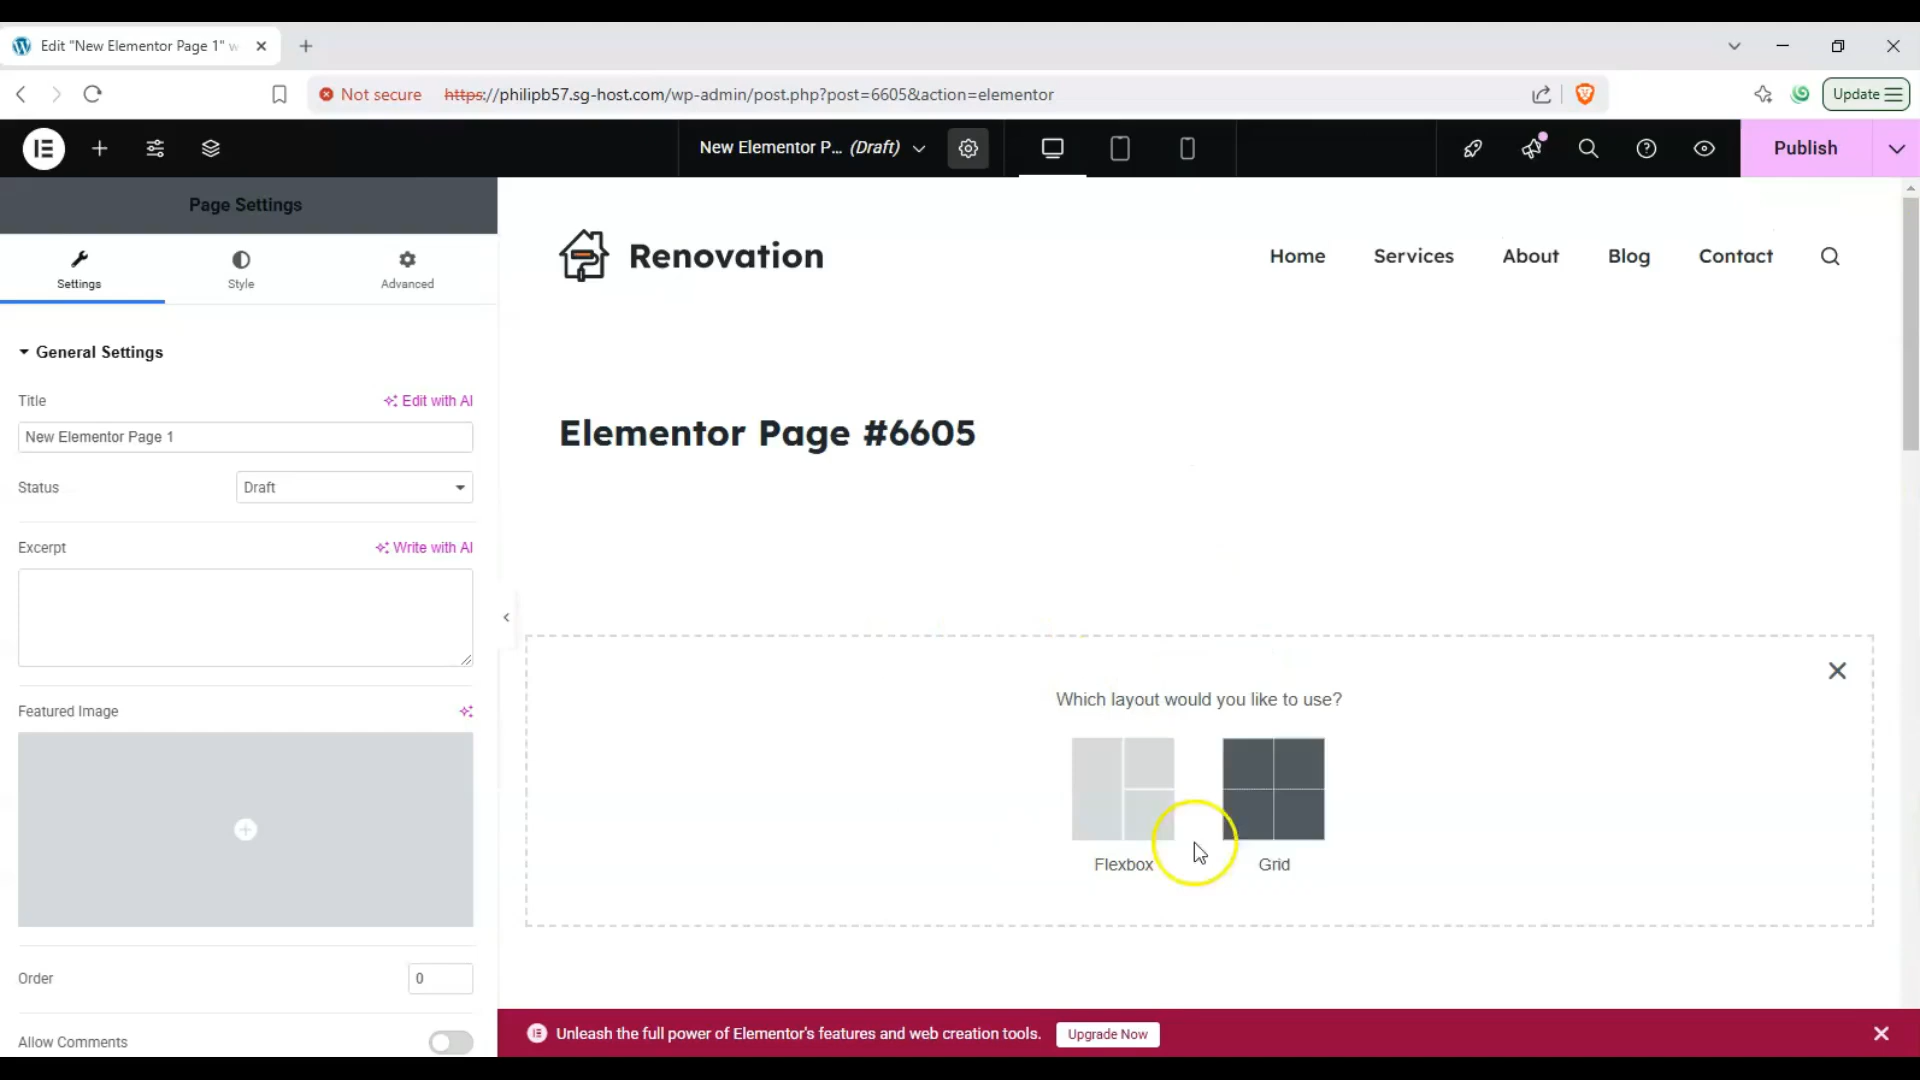 Edit "New Elementor Page 1" w
Not secure https://philipb57.sg-host.com/wp-admin/post.php?post=6605&action=elementor
Update
New Elementor P... (Draft)
Publish
Page Settings
Settings Style Advanced
General Settings
Title Edit with AI
New Elementor Page 1
Status Draft
Excerpt Write with AI
Featured Image
Order 0
Allow Comments
Renovation
Home Services About Blog Contact
Elementor Page #6605
Which layout would you like to use?
Flexbox Grid
Unleash the full power of Elementor's features and web creation tools. Upgrade Now